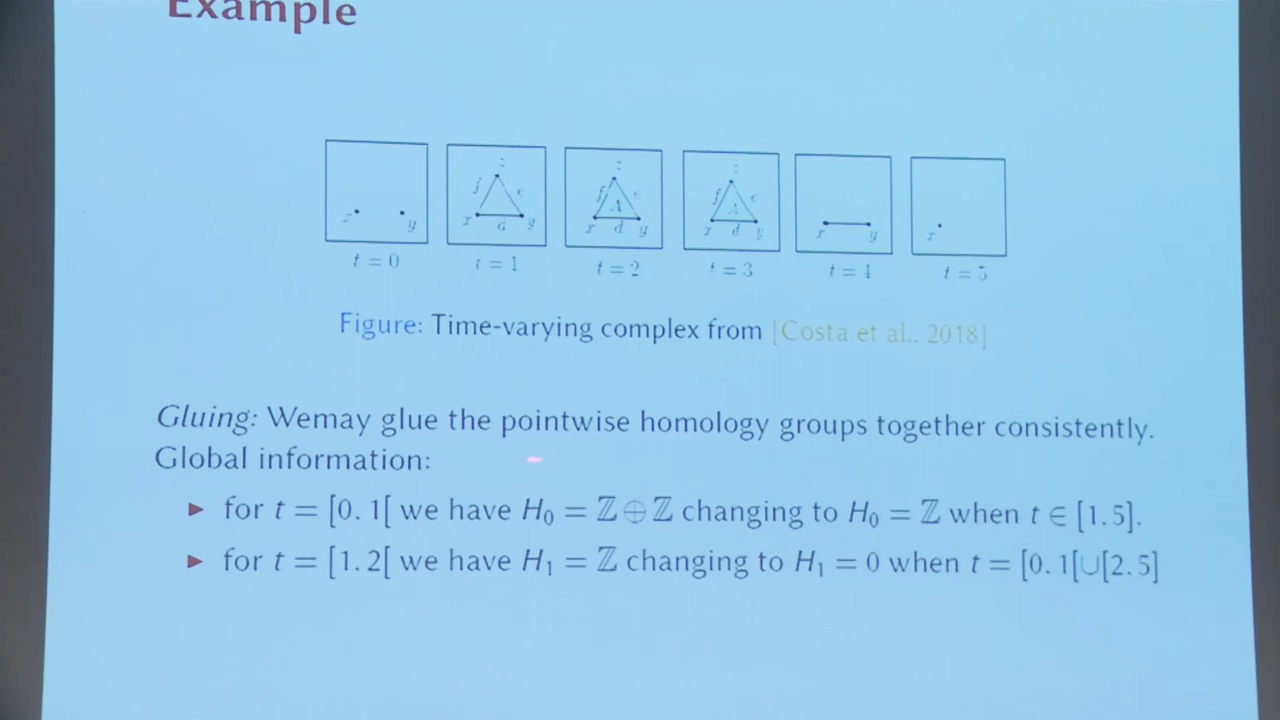 Example
x y
z f e x d y
z f e A x d y
z f e A x d y
x y
x
t = 0 t = 1 t = 2 t = 3 t = 4 t = 5
Figure: Time-varying complex from [Costa et al., 2018]
Gluing: Wemay glue the pointwise homology groups together consistently.
Global information:
▶ for t = [0. 1[ we have H₀ = ℤ⊕ℤ changing to H₀ = ℤ when t ∈ [1.5].
▶ for t = [1.2[ we have H₁ = ℤ changing to H₁ = 0 when t = [0. 1[∪[2.5]